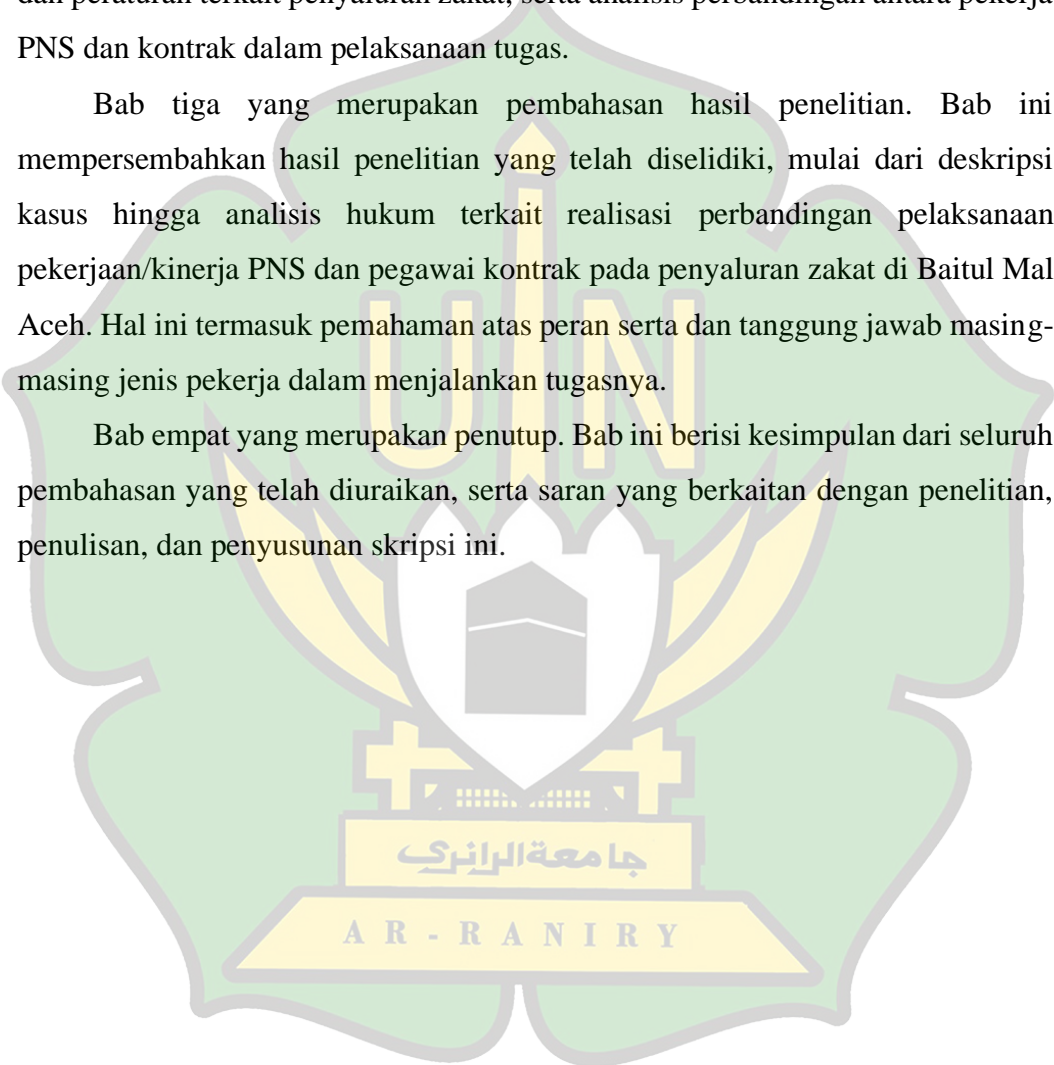 dan peraturan terkait penyaluran zakat, serta analisis perbandingan antara pekerja
PNS dan kontrak dalam pelaksanaan tugas.
Bab tiga yang merupakan pembahasan hasil penelitian. Bab ini
mempersembahkan hasil penelitian yang telah diselidiki, mulai dari deskripsi
kasus hingga analisis hukum terkait realisasi perbandingan pelaksanaan
pekerjaan/kinerja PNS dan pegawai kontrak pada penyaluran zakat di Baitul Mal
Aceh. Hal ini termasuk pemahaman atas peran serta dan tanggung jawab masing-
masing jenis pekerja dalam menjalankan tugasnya.
Bab empat yang merupakan penutup. Bab ini berisi kesimpulan dari seluruh
pembahasan yang telah diuraikan, serta saran yang berkaitan dengan penelitian,
penulisan, dan penyusunan skripsi ini.
UIN
جامعة الرانري
AR-RANIRY